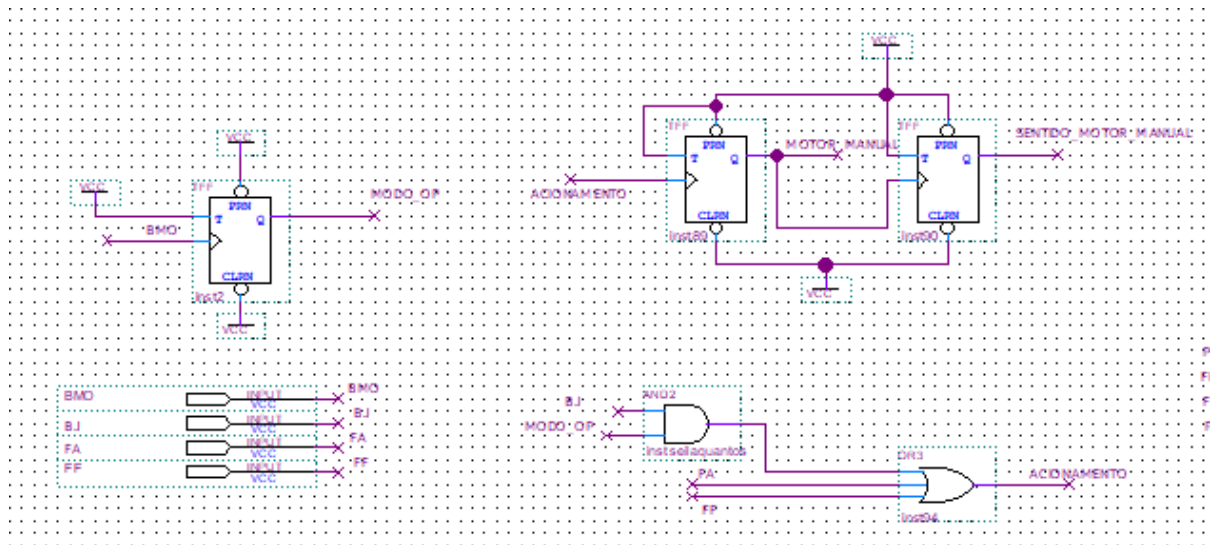 VCC
TFF
VCC
PRN
T
Q
MODO_OP
BMO
CLRN
inst2
VCC
VCC
TFF
PRN
T
Q
MOTOR_MANUAL
ACIONAMENTO
CLRN
inst89
TFF
PRN
T
Q
SENTIDO_MOTOR_MANUAL
CLRN
inst90
VCC
BMO INPUT VCC BMO
BJ INPUT VCC BJ
FA INPUT VCC FA
FF INPUT VCC FF
BJ
MODO_OP
AND2
instseilaquantos
PA
FP
OR3
inst94
ACIONAMENTO